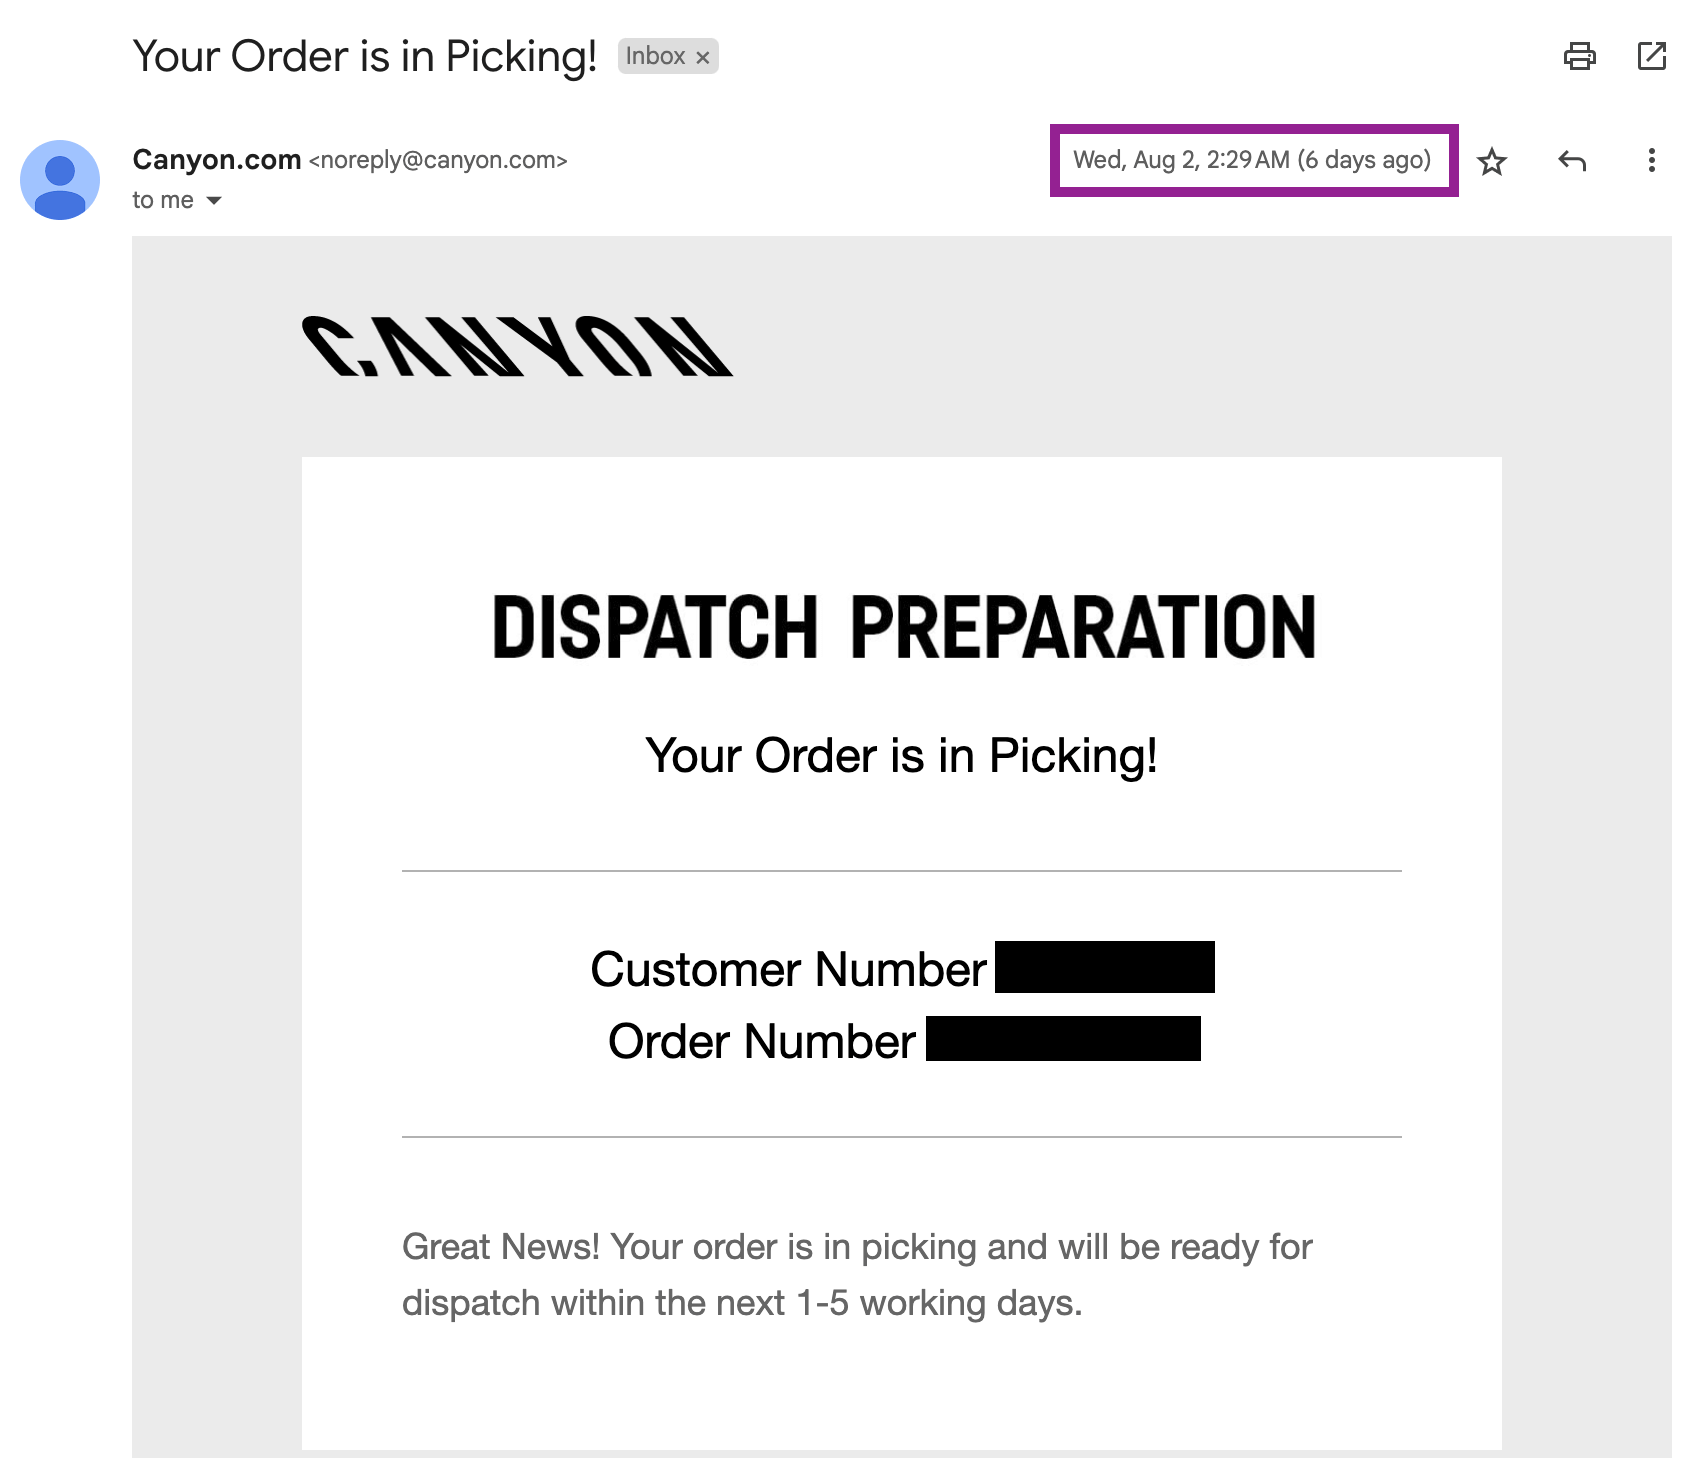 Your Order is in Picking! Inbox ×
Canyon.com <noreply@canyon.com> Wed, Aug 2, 2:29 AM (6 days ago)
to me
CANYON
DISPATCH PREPARATION
Your Order is in Picking!
Customer Number
Order Number
Great News! Your order is in picking and will be ready for
dispatch within the next 1-5 working days.